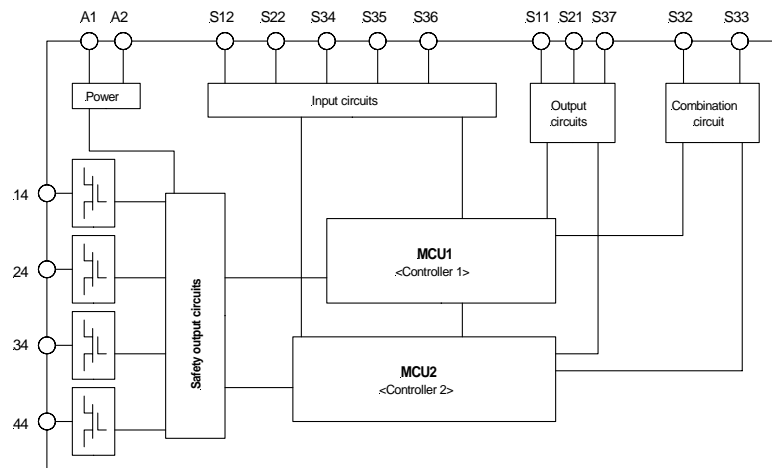 A1 A2 S12 S22 S34 S35 S36 S11 S21 S37 S32 S33
Power
Input circuits
Output
circuits
Combination
circuit
14
24
34
44
Safety output circuits
MCU1
<Controller 1>
MCU2
<Controller 2>